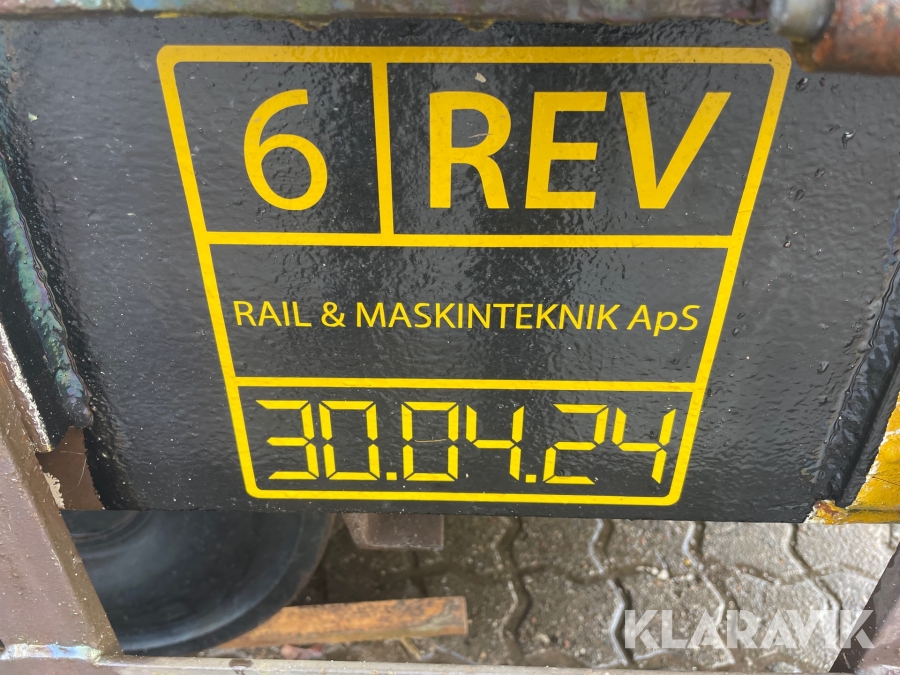 6 REV
RAIL & MASKINTEKNIK ApS
30.04.24
KLARAVIK